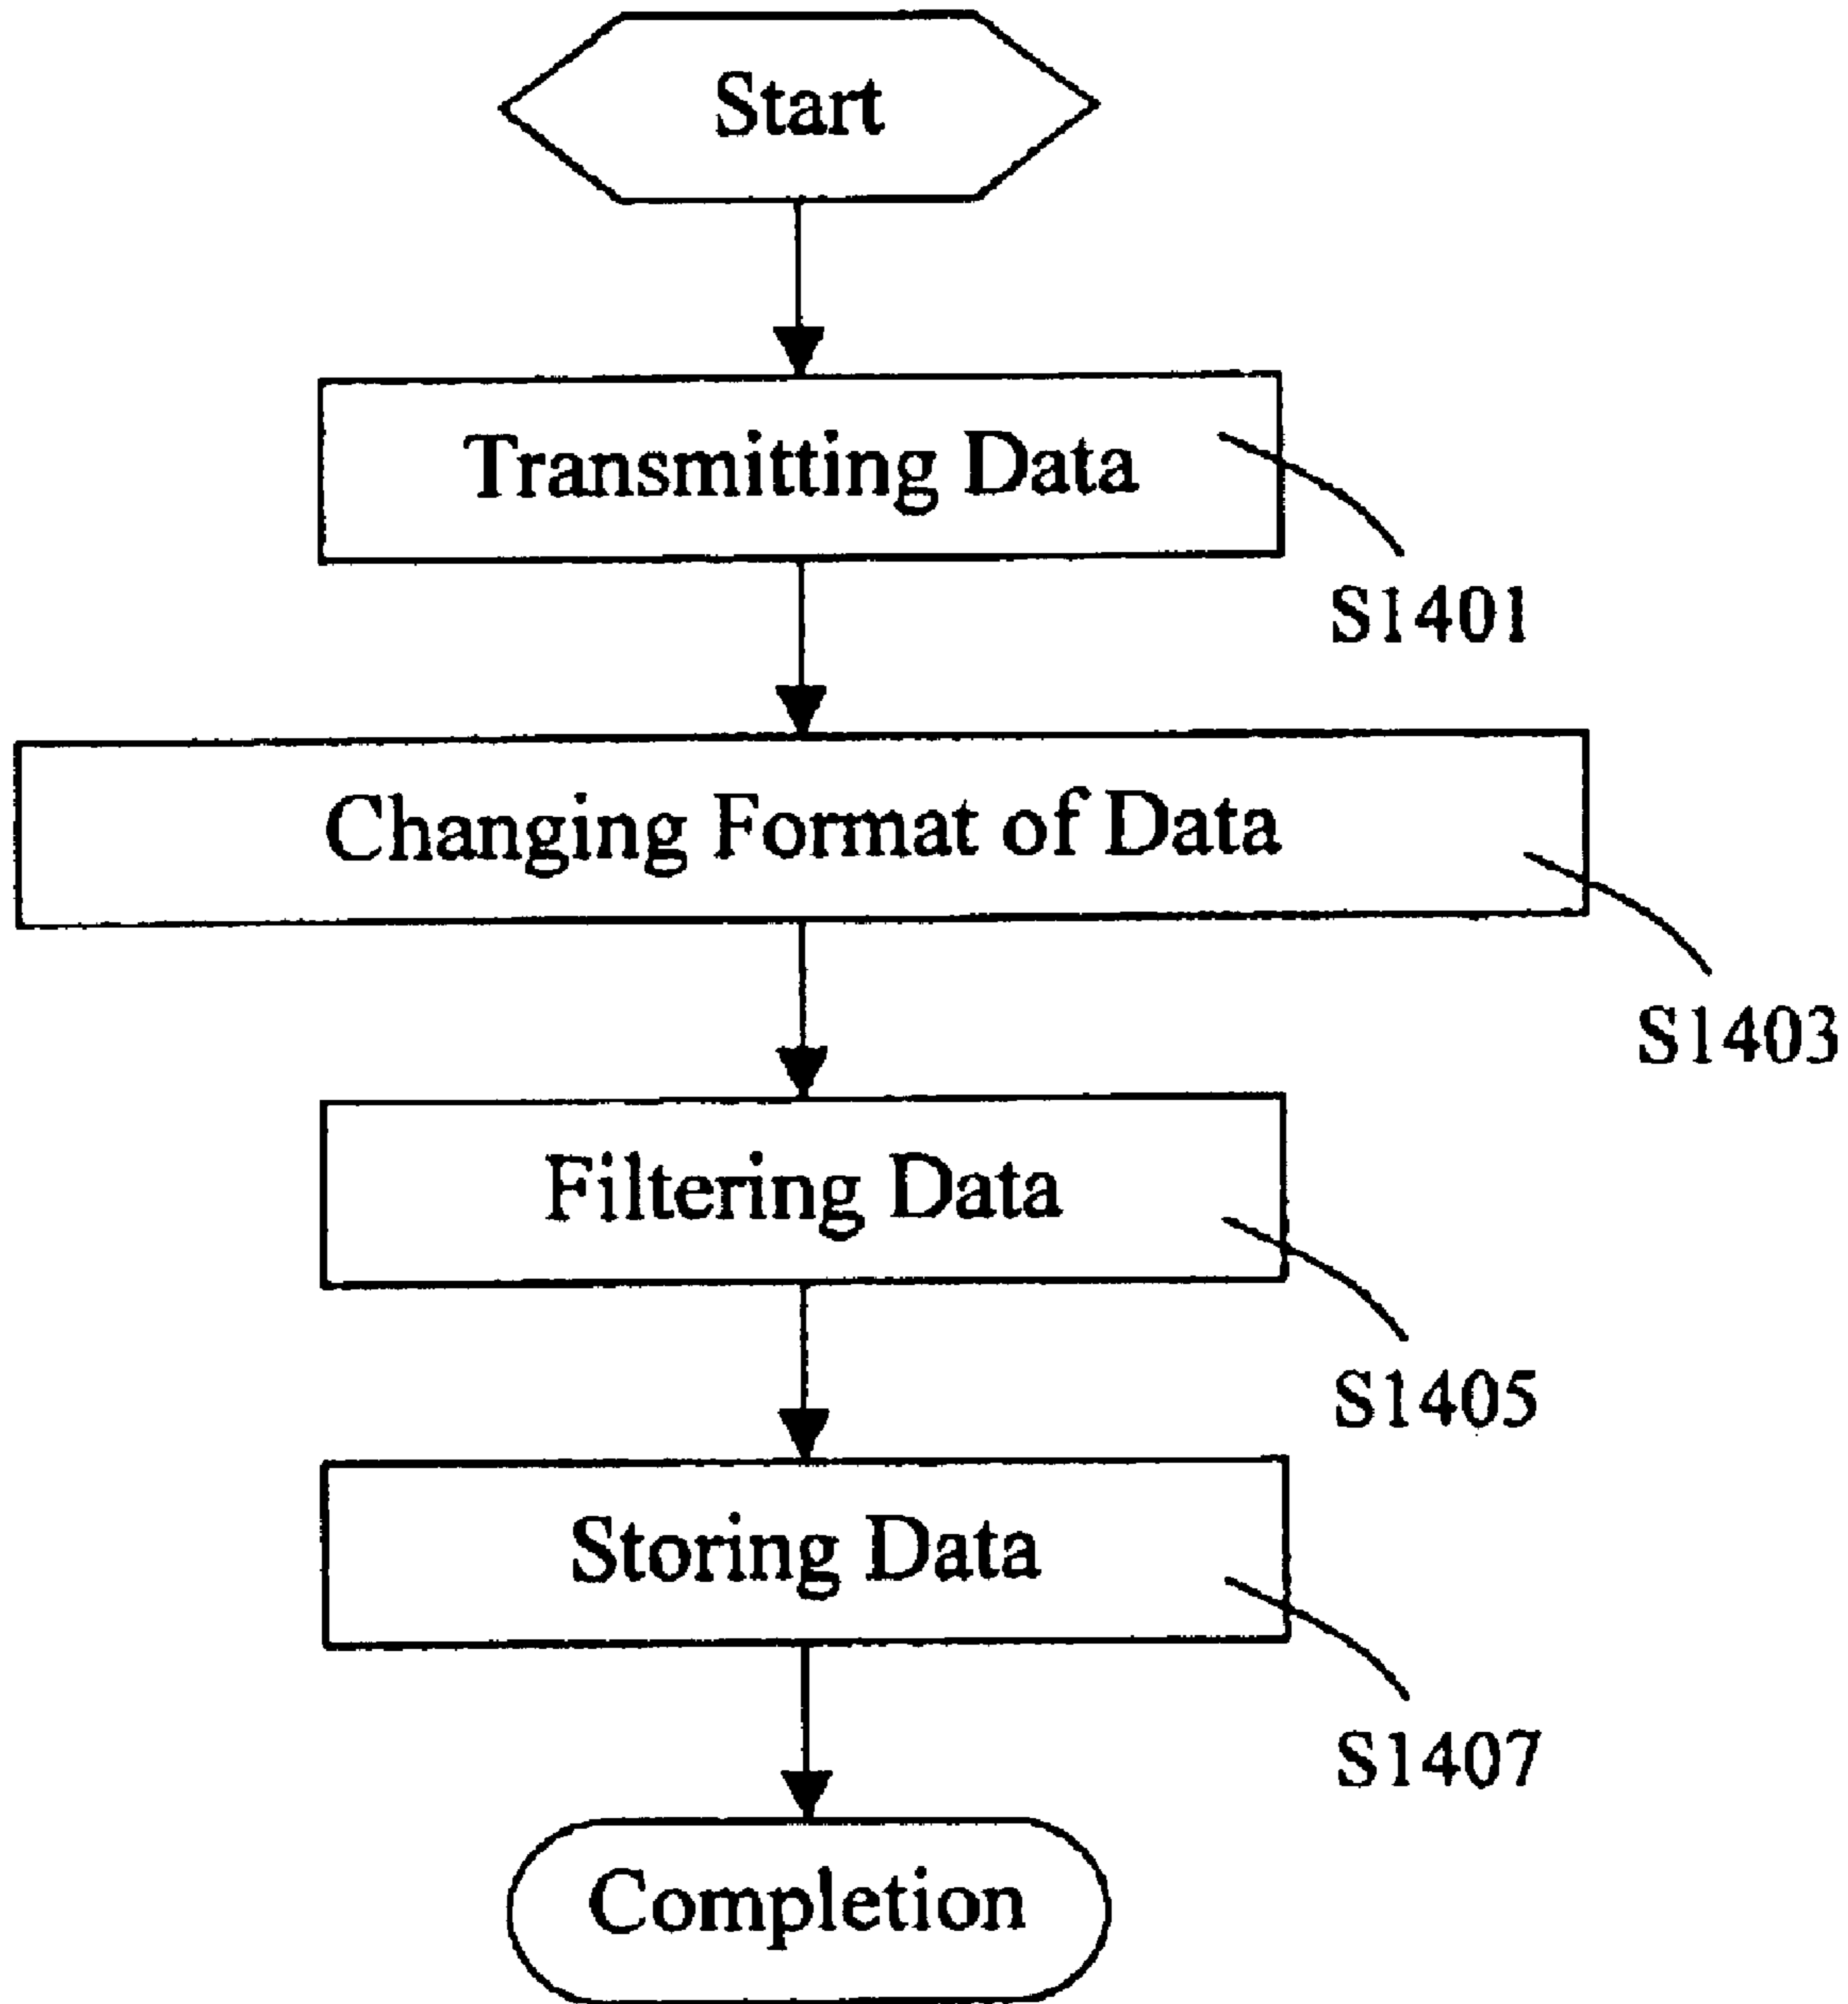 Start
Transmitting Data
S1401
Changing Format of Data
S1403
Filtering Data
S1405
Storing Data
S1407
Completion